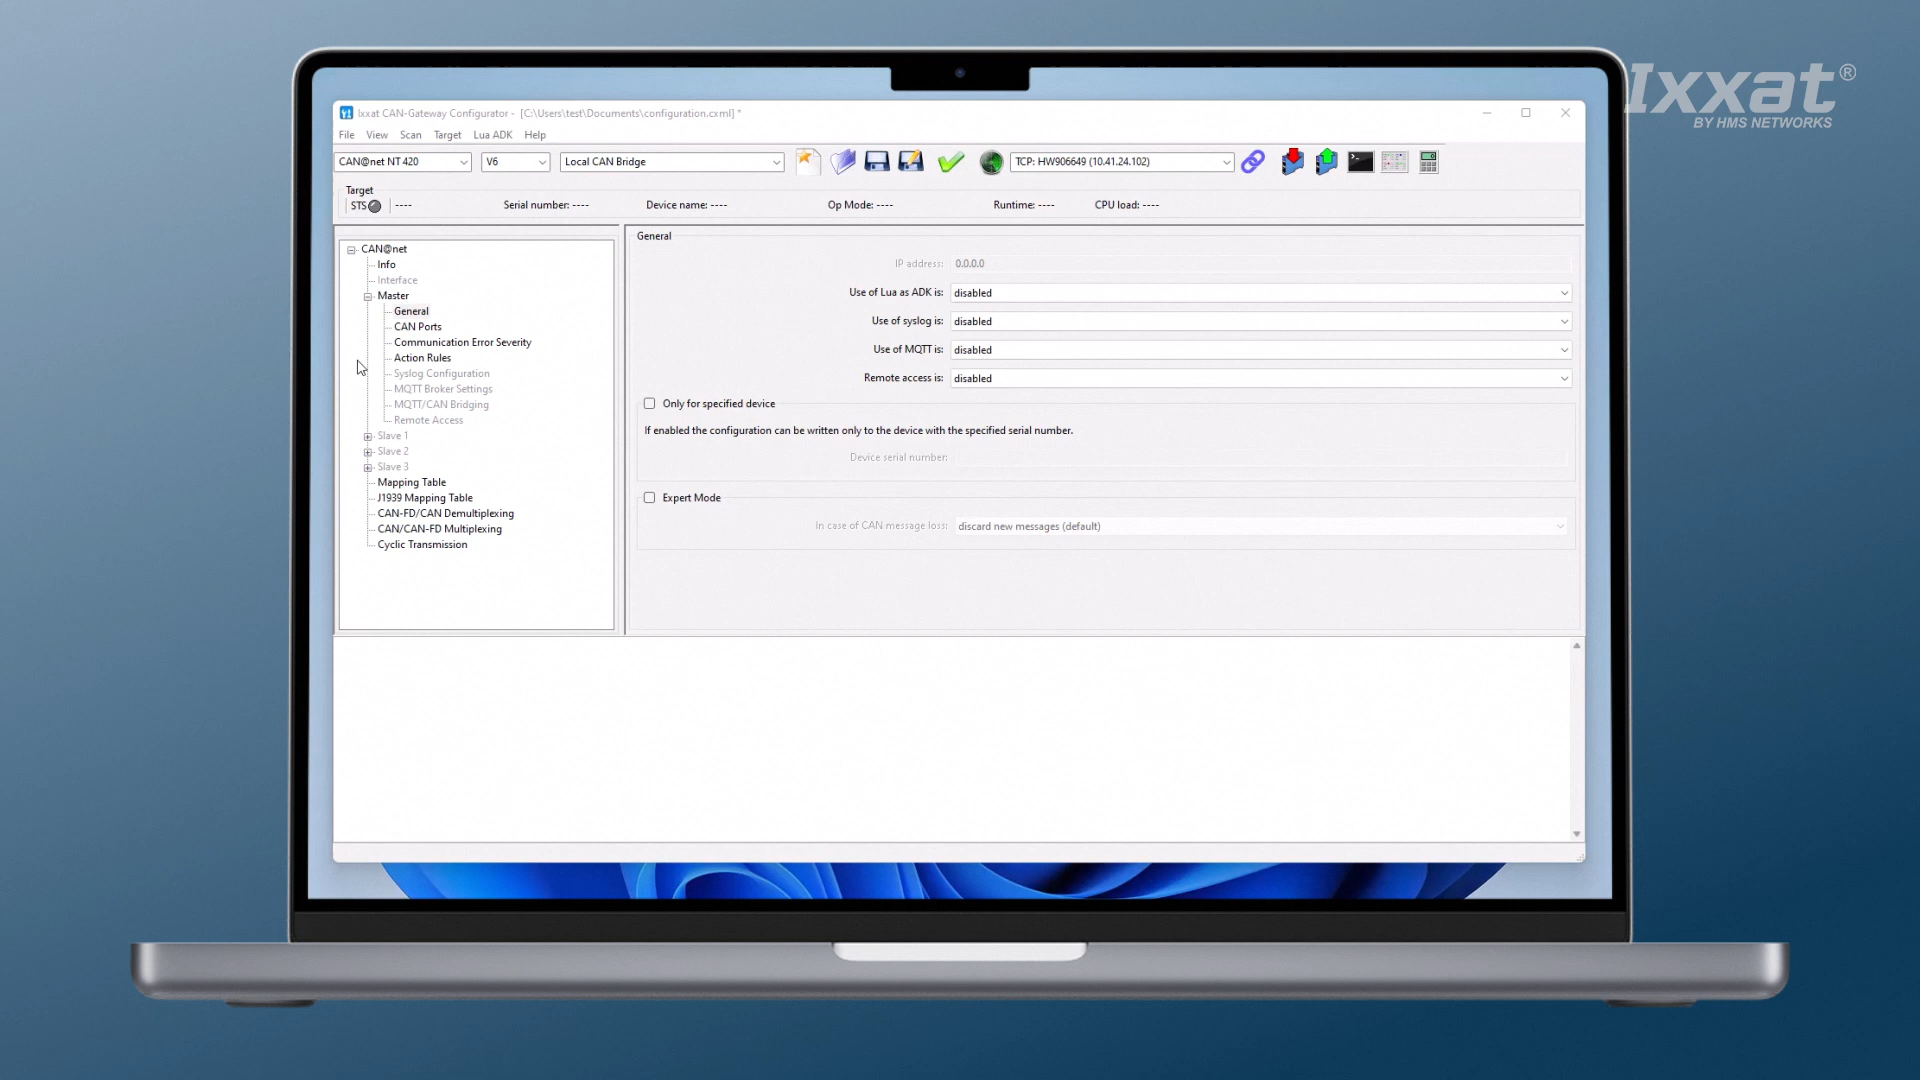 Ixxat®
BY HMS NETWORKS
Ixxat CAN-Gateway Configurator - [C:\Users\test\Documents\configuration.cxml] *
File View Scan Target Lua ADK Help
CAN@net NT 420 V6 Local CAN Bridge TCP: HW906649 (10.41.24.102)
Target
STS ---- Serial number: ---- Device name: ---- Op Mode: ---- Runtime: ---- CPU load: ----
CAN@net
Info
Interface
Master
General
CAN Ports
Communication Error Severity
Action Rules
Syslog Configuration
MQTT Broker Settings
MQTT/CAN Bridging
Remote Access
Slave 1
Slave 2
Slave 3
Mapping Table
J1939 Mapping Table
CAN-FD/CAN Demultiplexing
CAN/CAN-FD Multiplexing
Cyclic Transmission
General
IP address: 0.0.0.0
Use of Lua as ADK is: disabled
Use of syslog is: disabled
Use of MQTT is: disabled
Remote access is: disabled
Only for specified device
If enabled the configuration can be written only to the device with the specified serial number.
Device serial number:
Expert Mode
In case of CAN message loss: discard new messages (default)